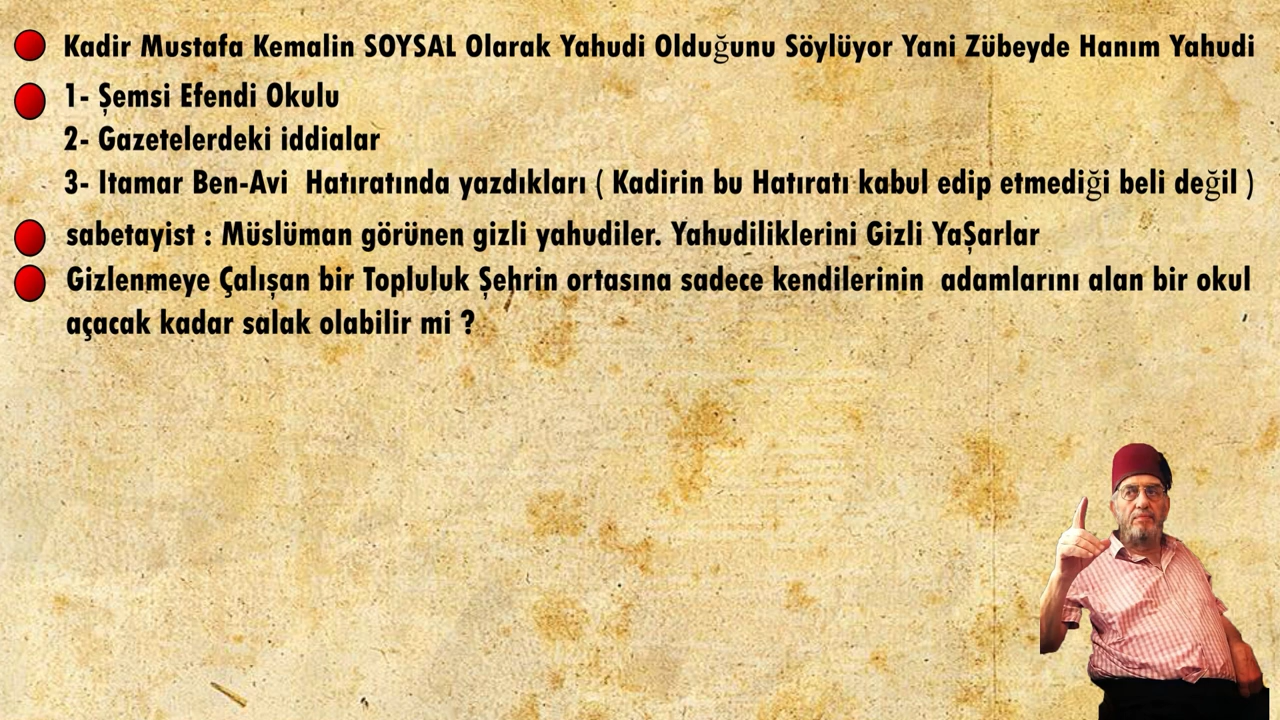 Kadir Mustafa Kemalin SOYSAL Olarak Yahudi Olduğunu Söylüyor Yani Zübeyde Hanım Yahudi
1- Şemsi Efendi Okulu
2- Gazetelerdeki iddialar
3- Itamar Ben-Avi Hatıratında yazdıkları ( Kadirin bu Hatıratı kabul edip etmediği beli değil )
sabetayist : Müslüman görünen gizli yahudiler. Yahudiliklerini Gizli YaŞarlar
Gizlenmeye Çalışan bir Topluluk Şehrin ortasına sadece kendilerinin adamlarını alan bir okul
açacak kadar salak olabilir mi ?